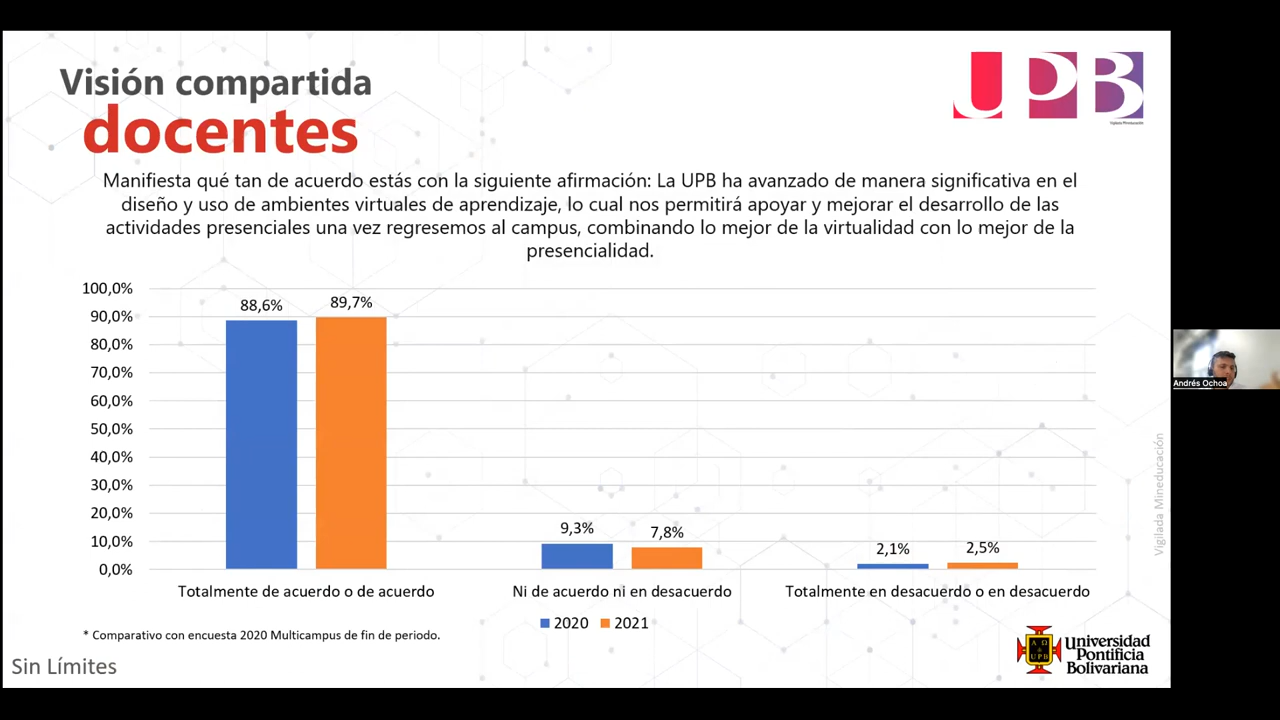 Visión compartida
docentes
UPB
Vigilada Mineducación
Manifiesta qué tan de acuerdo estás con la siguiente afirmación: La UPB ha avanzado de manera significativa en el
diseño y uso de ambientes virtuales de aprendizaje, lo cual nos permitirá apoyar y mejorar el desarrollo de las
actividades presenciales una vez regresemos al campus, combinando lo mejor de la virtualidad con lo mejor de la
presencialidad.
100,0%
90,0%
80,0%
70,0%
60,0%
50,0%
40,0%
30,0%
20,0%
10,0%
0,0%
88,6%
89,7%
9,3%
7,8%
2,1%
2,5%
Totalmente de acuerdo o de acuerdo
Ni de acuerdo ni en desacuerdo
Totalmente en desacuerdo o en desacuerdo
2020 2021
* Comparativo con encuesta 2020 Multicampus de fin de periodo.
Sin Límites
Α Ω
UPB
Universidad
Pontificia
Bolivariana
Vigilada Mineducación
Andrés Ochoa